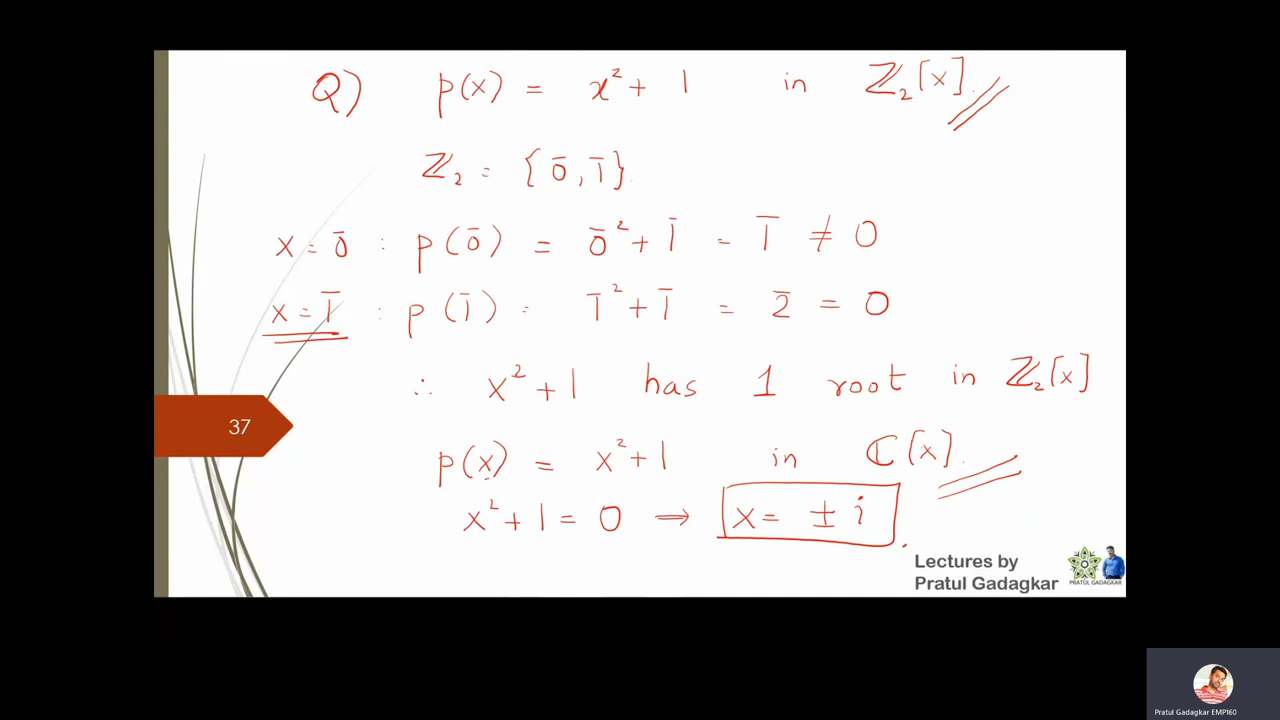 Q) p(x) = x² + 1 in ℤ₂[x].
ℤ₂ = {0̄, 1̄}.
x = 0̄ : p(0̄) = 0̄² + 1̄ = 1̄ ≠ 0
x = 1̄ : p(1̄) = 1̄² + 1̄ = 2̄ = 0
∴ x² + 1 has 1 root in ℤ₂[x]
37
p(x) = x² + 1 in ℂ[x].
x² + 1 = 0 ⇒ x = ± i.
Lectures by
Pratul Gadagkar
PRATUL GADAGKAR
Pratul Gadagkar EMP160